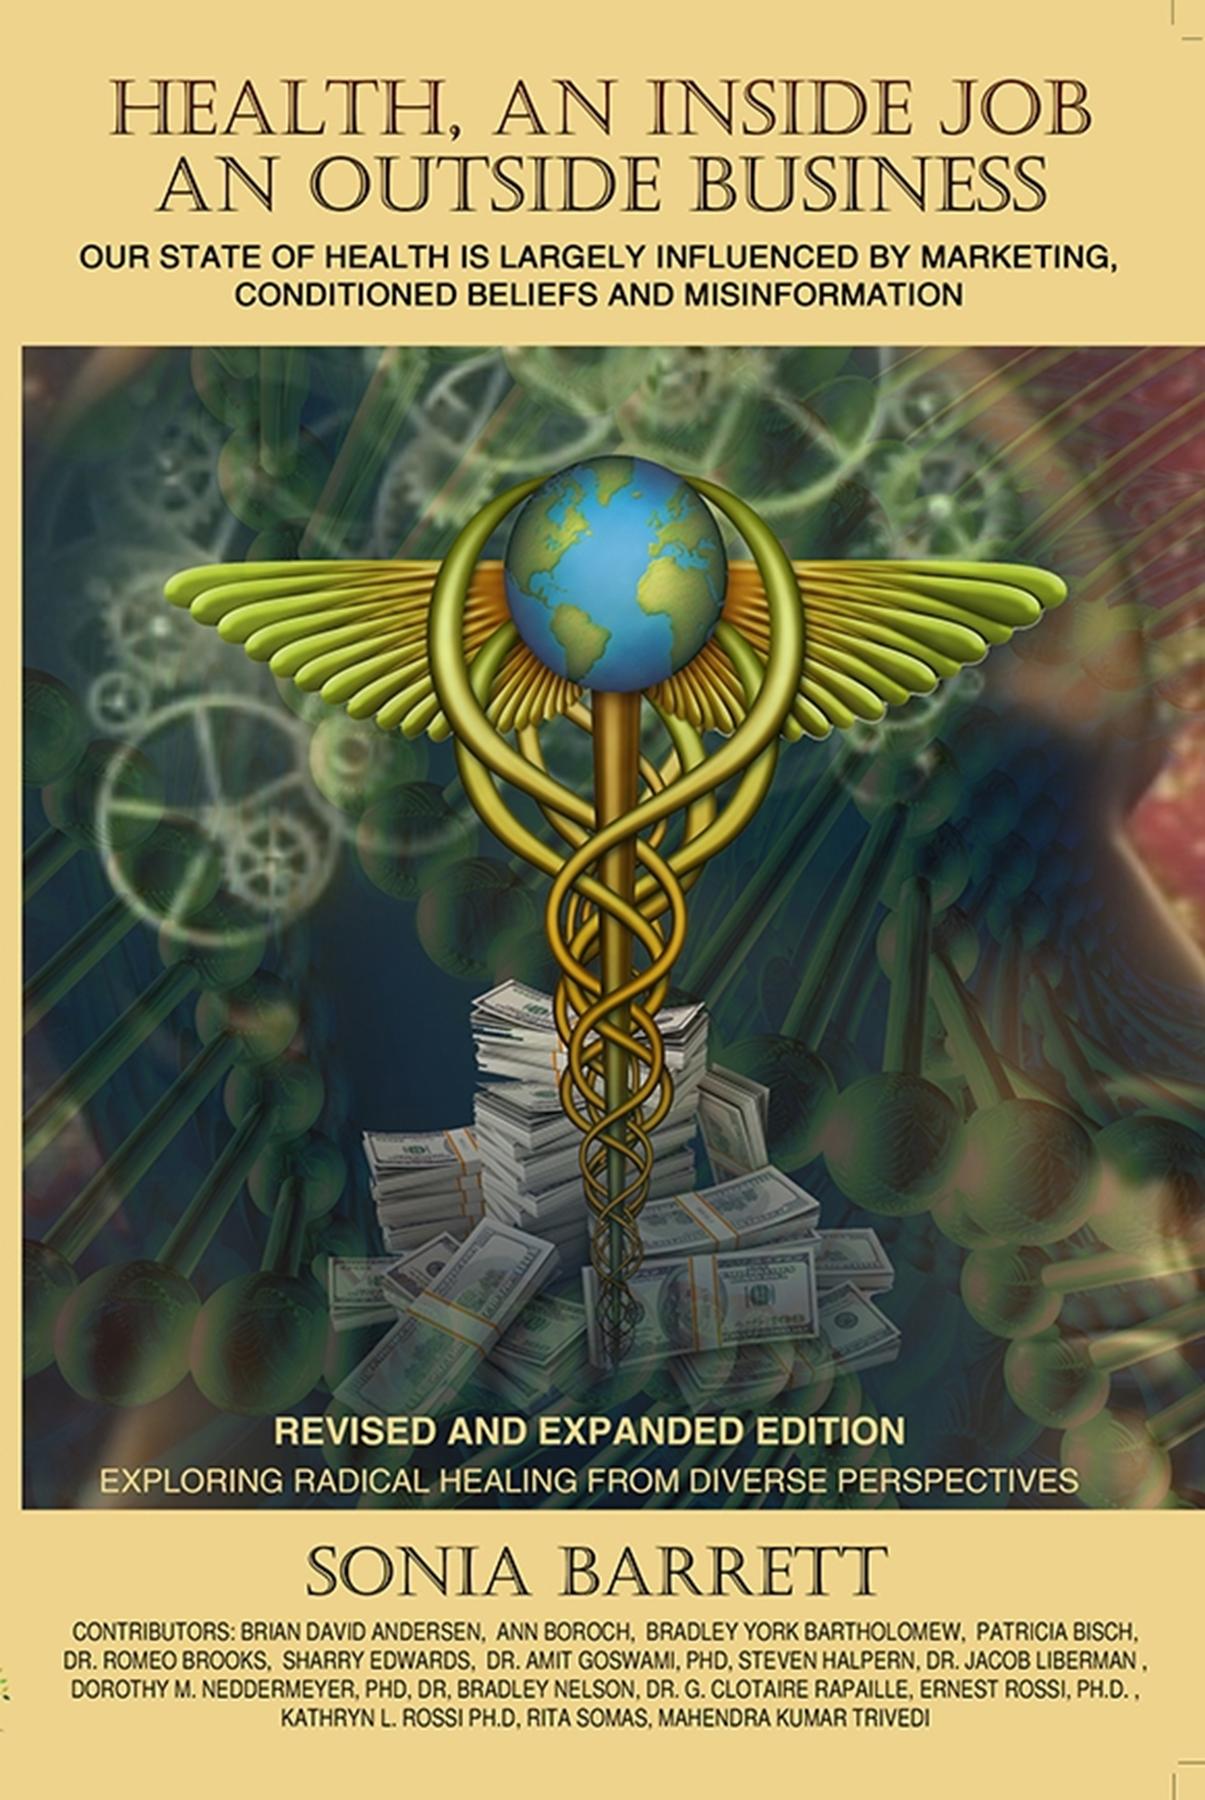 HEALTH, AN INSIDE JOB
AN OUTSIDE BUSINESS
OUR STATE OF HEALTH IS LARGELY INFLUENCED BY MARKETING,
CONDITIONED BELIEFS AND MISINFORMATION
REVISED AND EXPANDED EDITION
EXPLORING RADICAL HEALING FROM DIVERSE PERSPECTIVES
SONIA BARRETT
CONTRIBUTORS: BRIAN DAVID ANDERSEN, ANN BOROCH, BRADLEY YORK BARTHOLOMEW, PATRICIA BISCH,
DR. ROMEO BROOKS, SHARRY EDWARDS, DR. AMIT GOSWAMI, PHD, STEVEN HALPERN, DR. JACOB LIBERMAN ,
DOROTHY M. NEDDERMEYER, PHD, DR, BRADLEY NELSON, DR. G. CLOTAIRE RAPAILLE, ERNEST ROSSI, PH.D. ,
KATHRYN L. ROSSI PH.D, RITA SOMAS, MAHENDRA KUMAR TRIVEDI